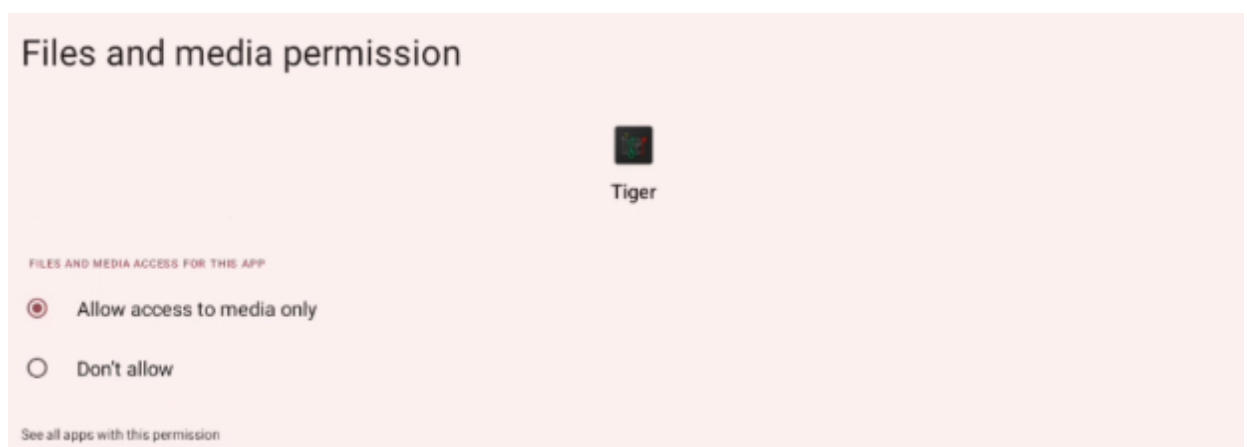 Files and media permission
Tiger
FILES AND MEDIA ACCESS FOR THIS APP
Allow access to media only
Don't allow
See all apps with this permission